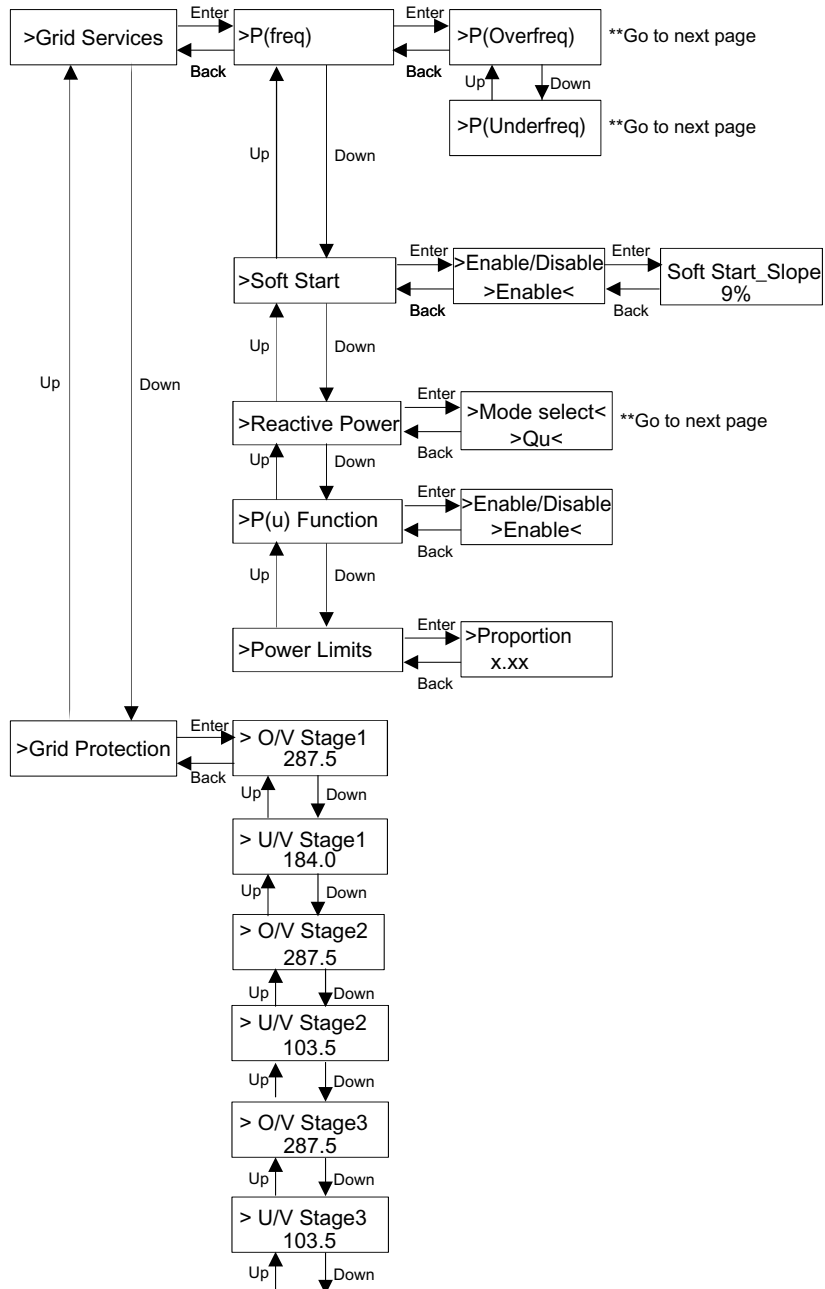 >Grid Services
Enter
Back
>P(freq)
Enter
Back
>P(Overfreq)
**Go to next page
Up
Down
>P(Underfreq)
**Go to next page
Up
Down
>Soft Start
Enter
Back
>Enable/Disable
>Enable<
Enter
Back
Soft Start_Slope
9%
Up
Down
Up
Down
>Reactive Power
Enter
Back
>Mode select<
>Qu<
**Go to next page
Up
Down
>P(u) Function
Enter
Back
>Enable/Disable
>Enable<
Up
Down
>Power Limits
Enter
Back
>Proportion
x.xx
>Grid Protection
Enter
Back
> O/V Stage1
287.5
Up
Down
> U/V Stage1
184.0
Up
Down
> O/V Stage2
287.5
Up
Down
> U/V Stage2
103.5
Up
Down
> O/V Stage3
287.5
Up
Down
> U/V Stage3
103.5
Up
Down